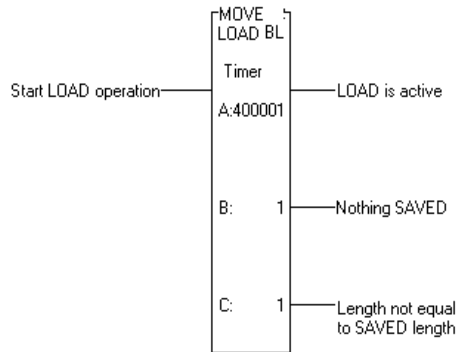 MOVE
LOAD BL
Timer
Start LOAD operation
LOAD is active
A:400001
B: 1
Nothing SAVED
C: 1
Length not equal
to SAVED length